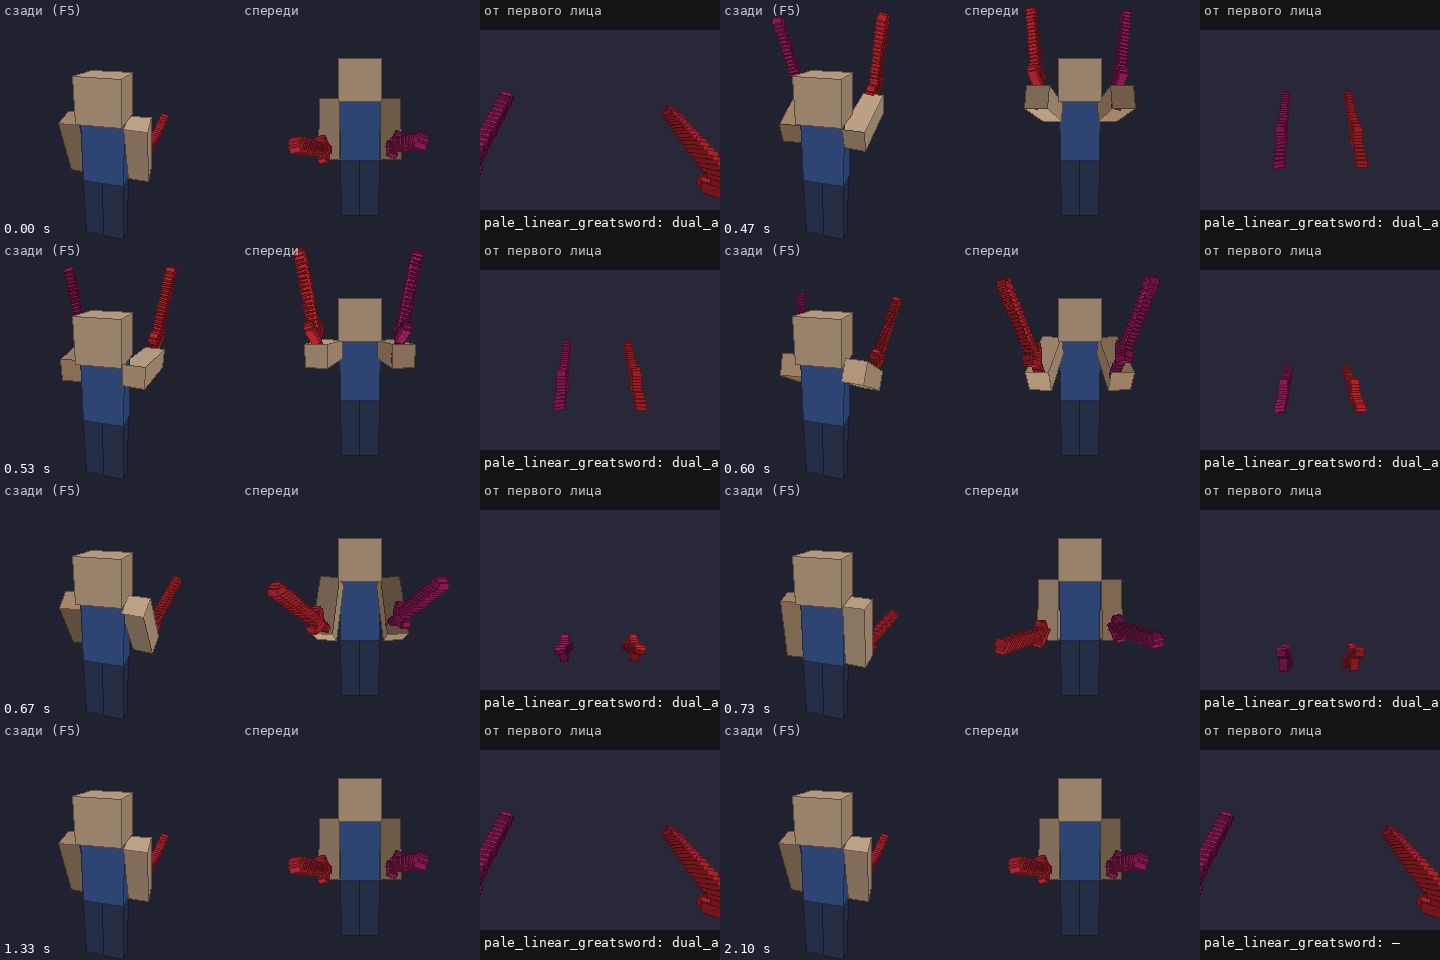 сзади (F5) спереди от первого лица сзади (F5) спереди от первого лица
0.00 s pale_linear_greatsword: dual_a 0.47 s pale_linear_greatsword: dual_a
сзади (F5) спереди от первого лица сзади (F5) спереди от первого лица
0.53 s pale_linear_greatsword: dual_a 0.60 s pale_linear_greatsword: dual_a
сзади (F5) спереди от первого лица сзади (F5) спереди от первого лица
0.67 s pale_linear_greatsword: dual_a 0.73 s pale_linear_greatsword: dual_a
сзади (F5) спереди от первого лица сзади (F5) спереди от первого лица
1.33 s pale_linear_greatsword: dual_a 2.10 s pale_linear_greatsword: —